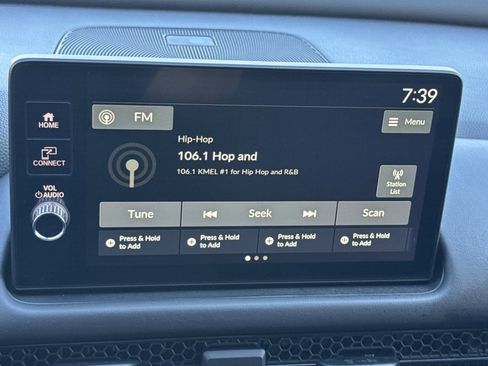 7:39
HOME
FM
Menu
CONNECT
Hip-Hop
106.1 Hop and
106.1 KMEL #1 for Hip Hop and R&B
VOL
AUDIO
Station
List
Tune
Seek
Scan
Press & Hold
to Add
Press & Hold
to Add
Press & Hold
to Add
Press & Hold
to Add